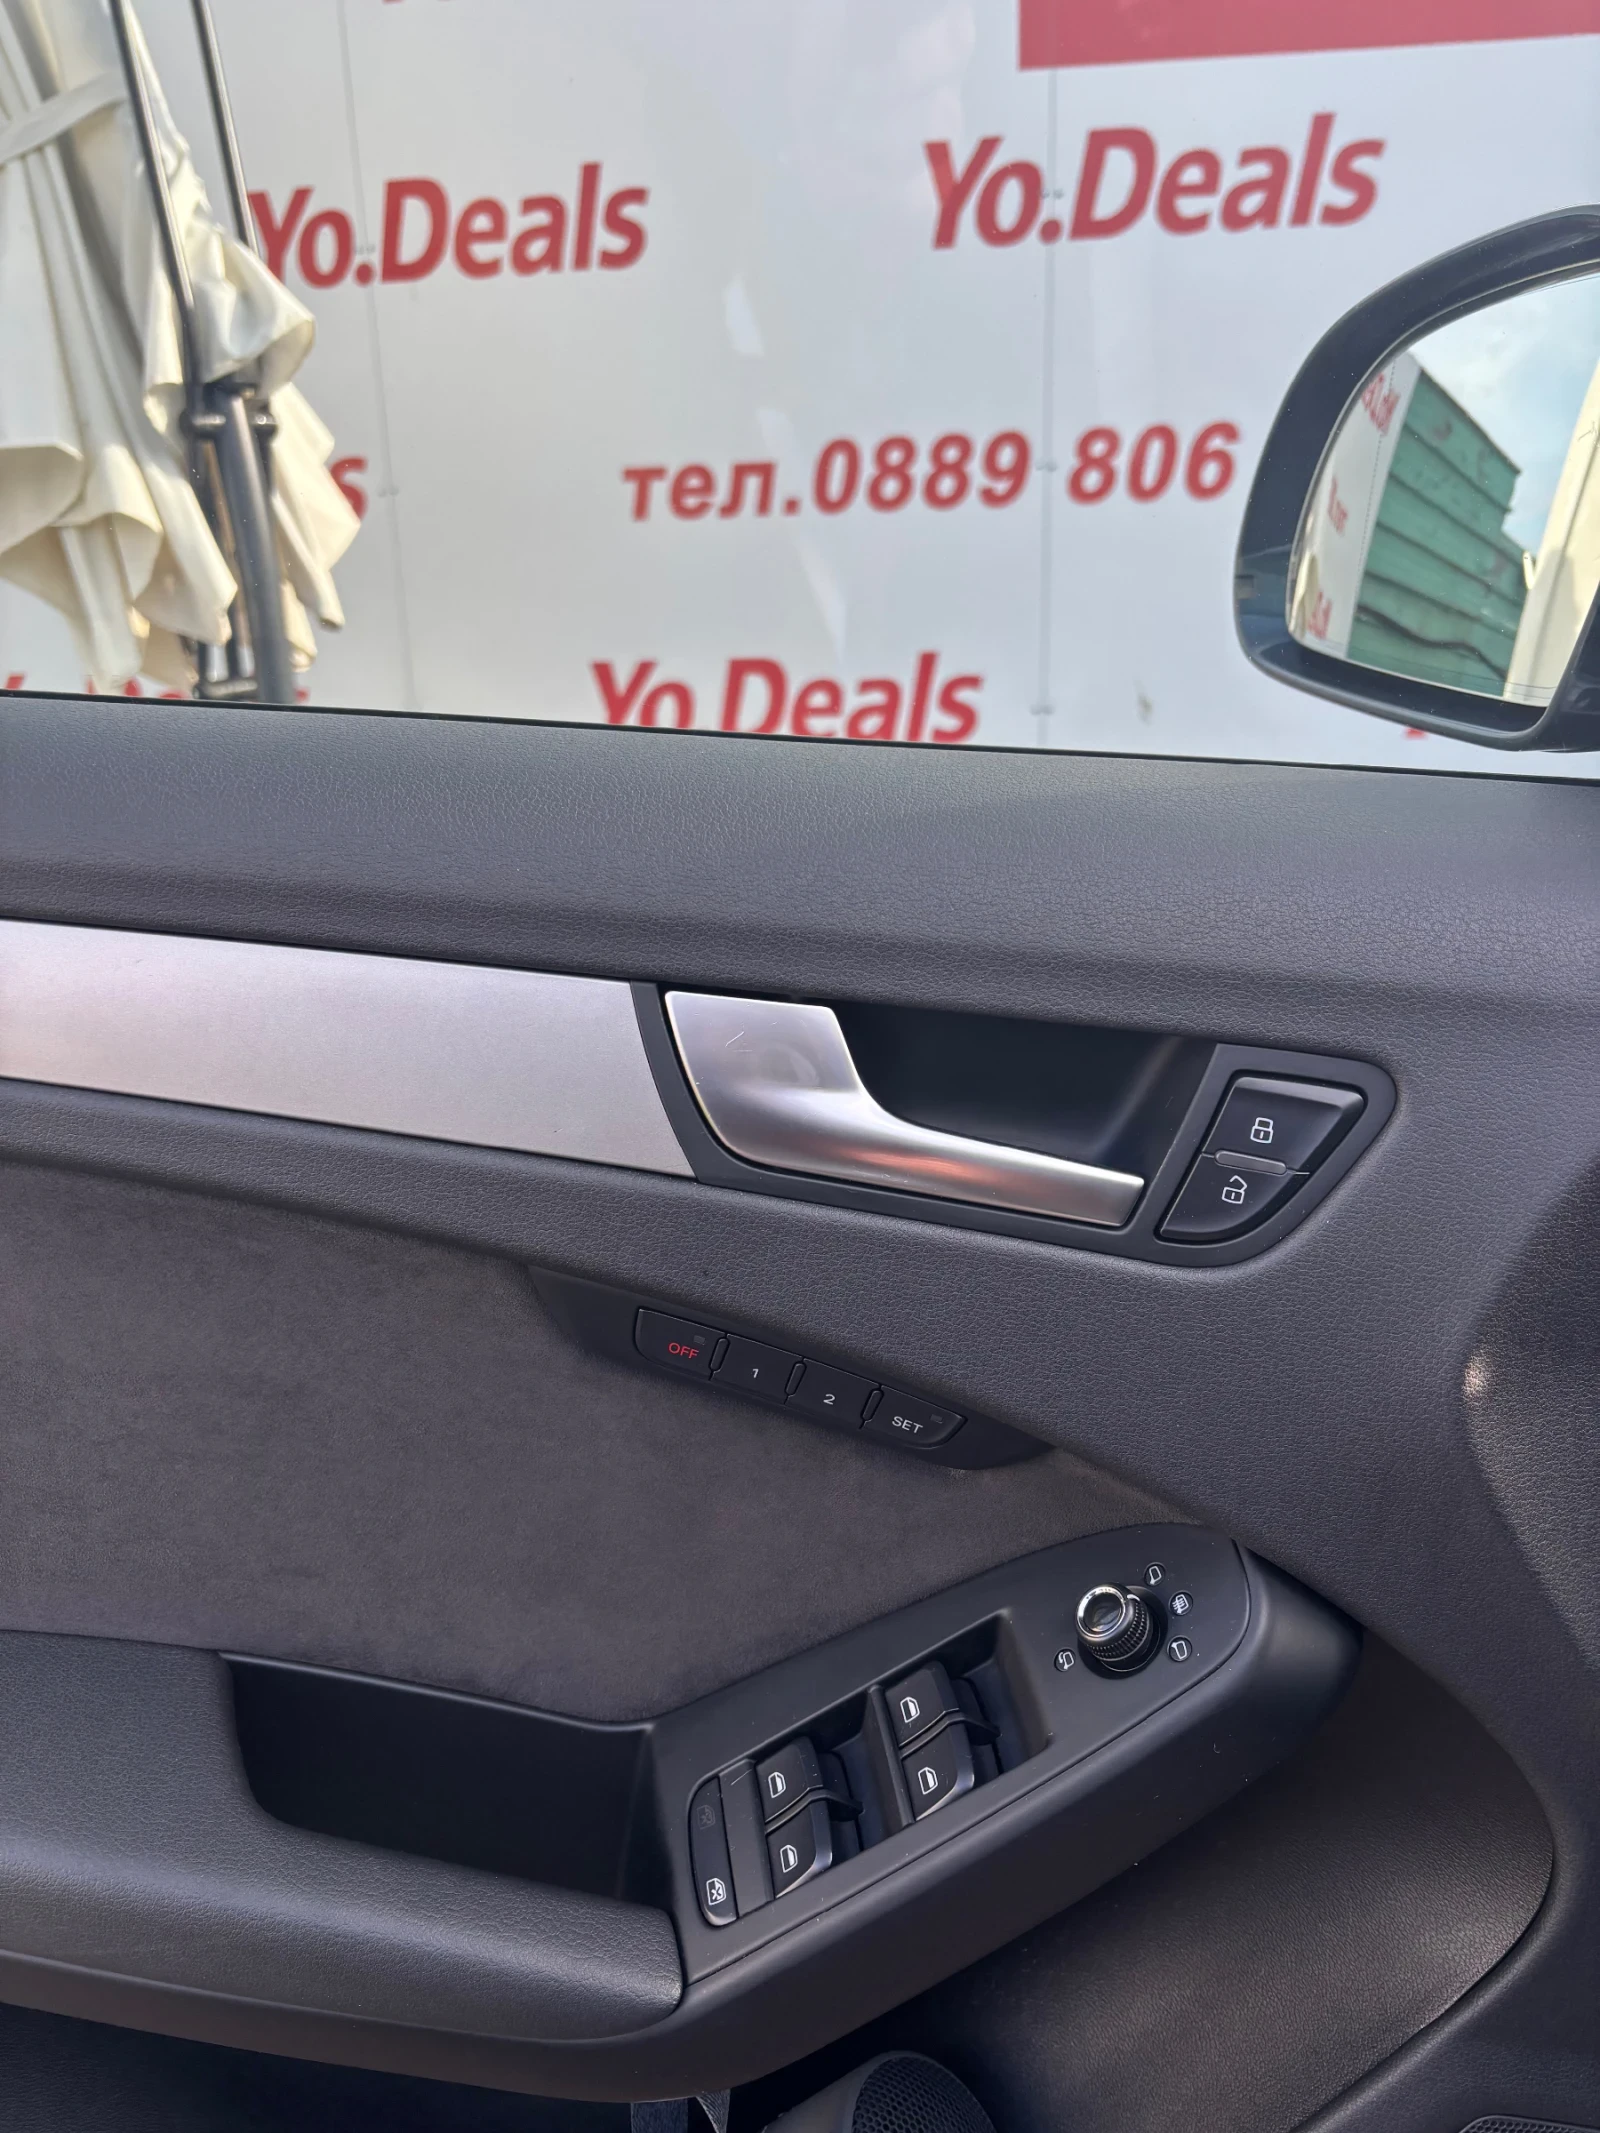 Yo.Deals
Yo.Deals
тел.0889 806
Yo.Deals
OFF
1
2
SET